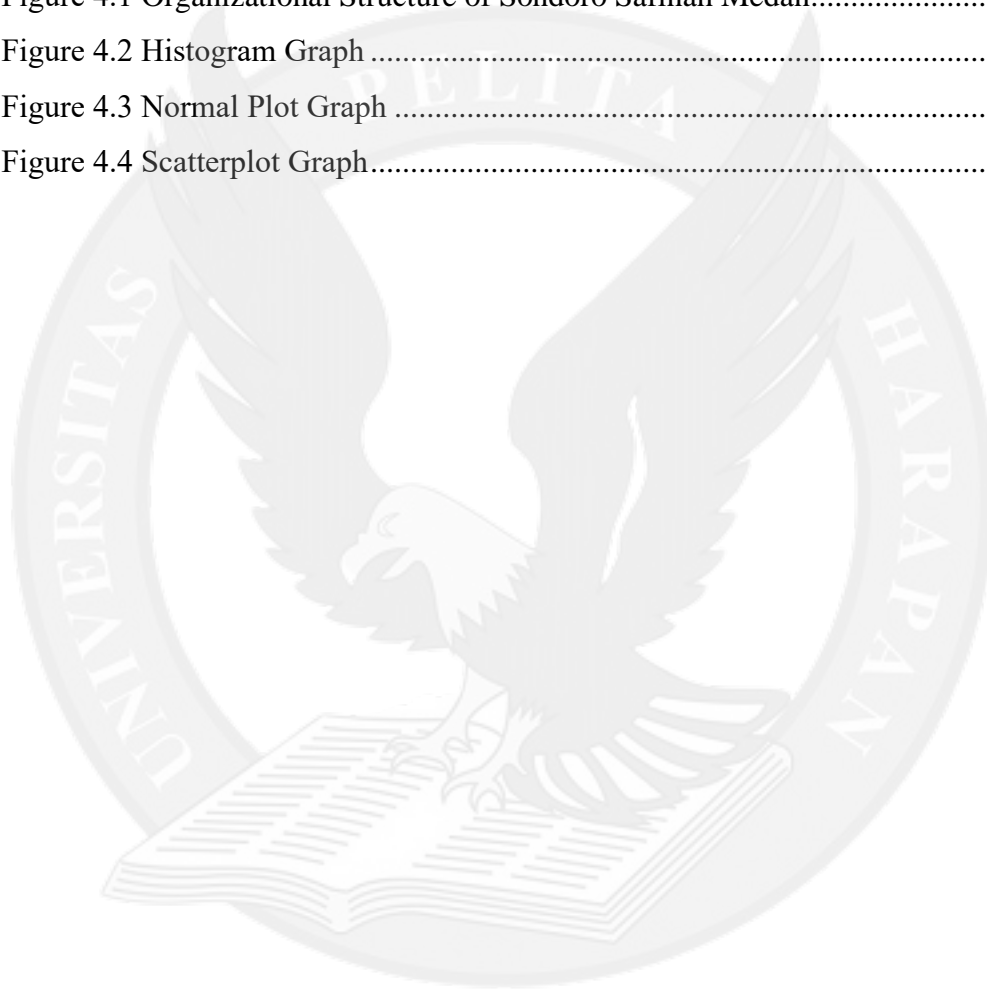 Figure 4.1 Organizational Structure of Medan..................
Figure 4.2 Histogram Graph ............................................................................
Figure 4.3 Normal Plot Graph .........................................................................
Figure 4.4 Scatterplot Graph............................................................................
UNIVERSITAS PELITA HARAPAN